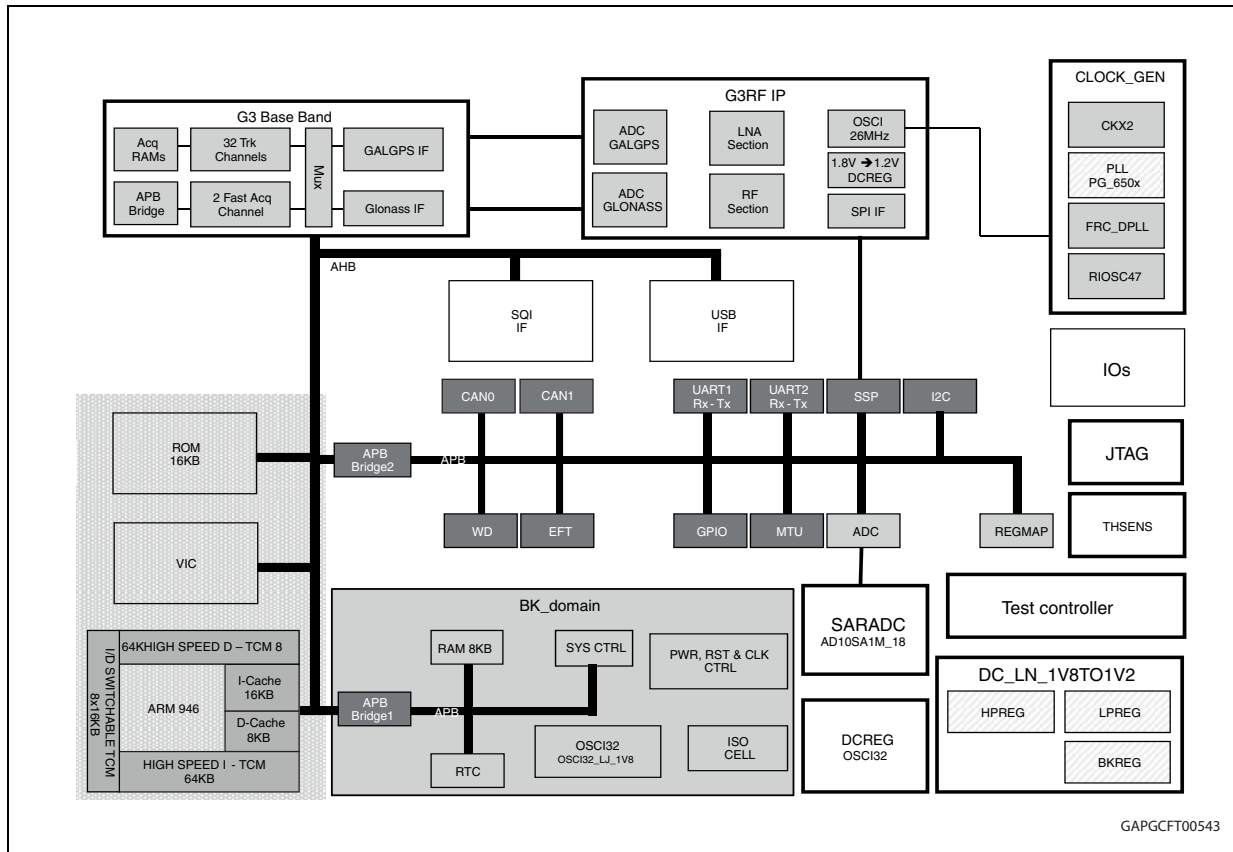 G3 Base Band
Acq
RAMs
32 Trk
Channels
Mux
GALGPS IF
APB
Bridge
2 Fast Acq
Channel
Glonass IF
G3RF IP
ADC
GALGPS
LNA
Section
OSCI
26MHz
1.8V ➔1.2V
DCREG
ADC
GLONASS
RF
Section
SPI IF
CLOCK_GEN
CKX2
PLL
PG_650x
FRC_DPLL
RIOSC47
AHB
SQI
IF
USB
IF
IOs
CAN0
CAN1
UART1
Rx - Tx
UART2
Rx - Tx
SSP
I2C
ROM
16KB
APB
Bridge2
APB
JTAG
WD
EFT
GPIO
MTU
ADC
REGMAP
THSENS
VIC
BK_domain
RAM 8KB
SYS CTRL
PWR, RST & CLK
CTRL
SARADC
AD10SA1M_18
Test controller
I/D SWITCHABLE TCM
8x16KB
64KHIGH SPEED D – TCM 8
ARM 946
I-Cache
16KB
D-Cache
8KB
HIGH SPEED I - TCM
64KB
APB
Bridge1
APB
RTC
OSCI32
OSCI32_LJ_1V8
ISO
CELL
DCREG
OSCI32
DC_LN_1V8TO1V2
HPREG
LPREG
BKREG
GAPGCFT00543